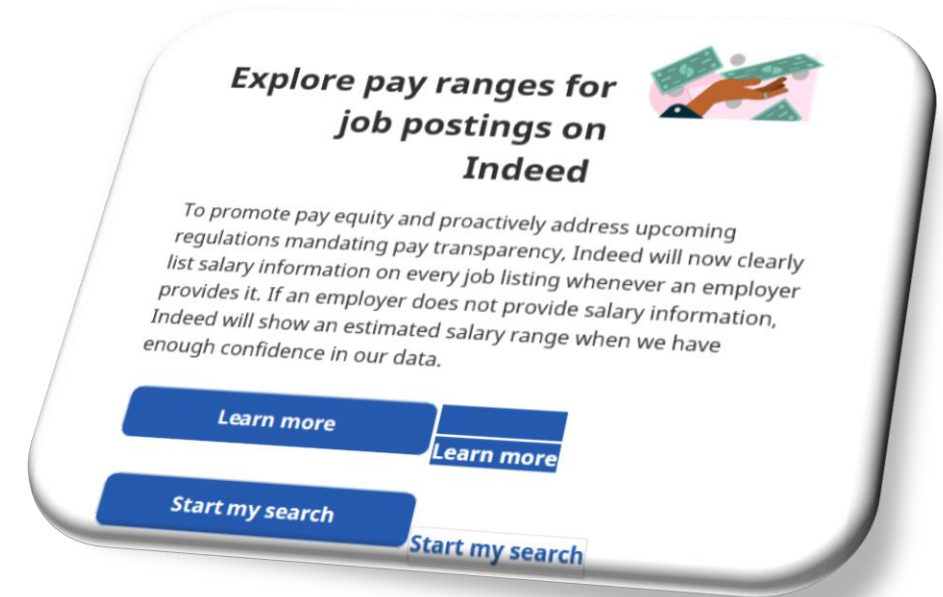 Explore pay ranges for
job postings on
Indeed
To promote pay equity and proactively address upcoming
regulations mandating pay transparency, Indeed will now clearly
list salary information on every job listing whenever an employer
provides it. If an employer does not provide salary information,
Indeed will show an estimated salary range when we have
enough confidence in our data.
Learn more
Learn more
Start my search
Start my search